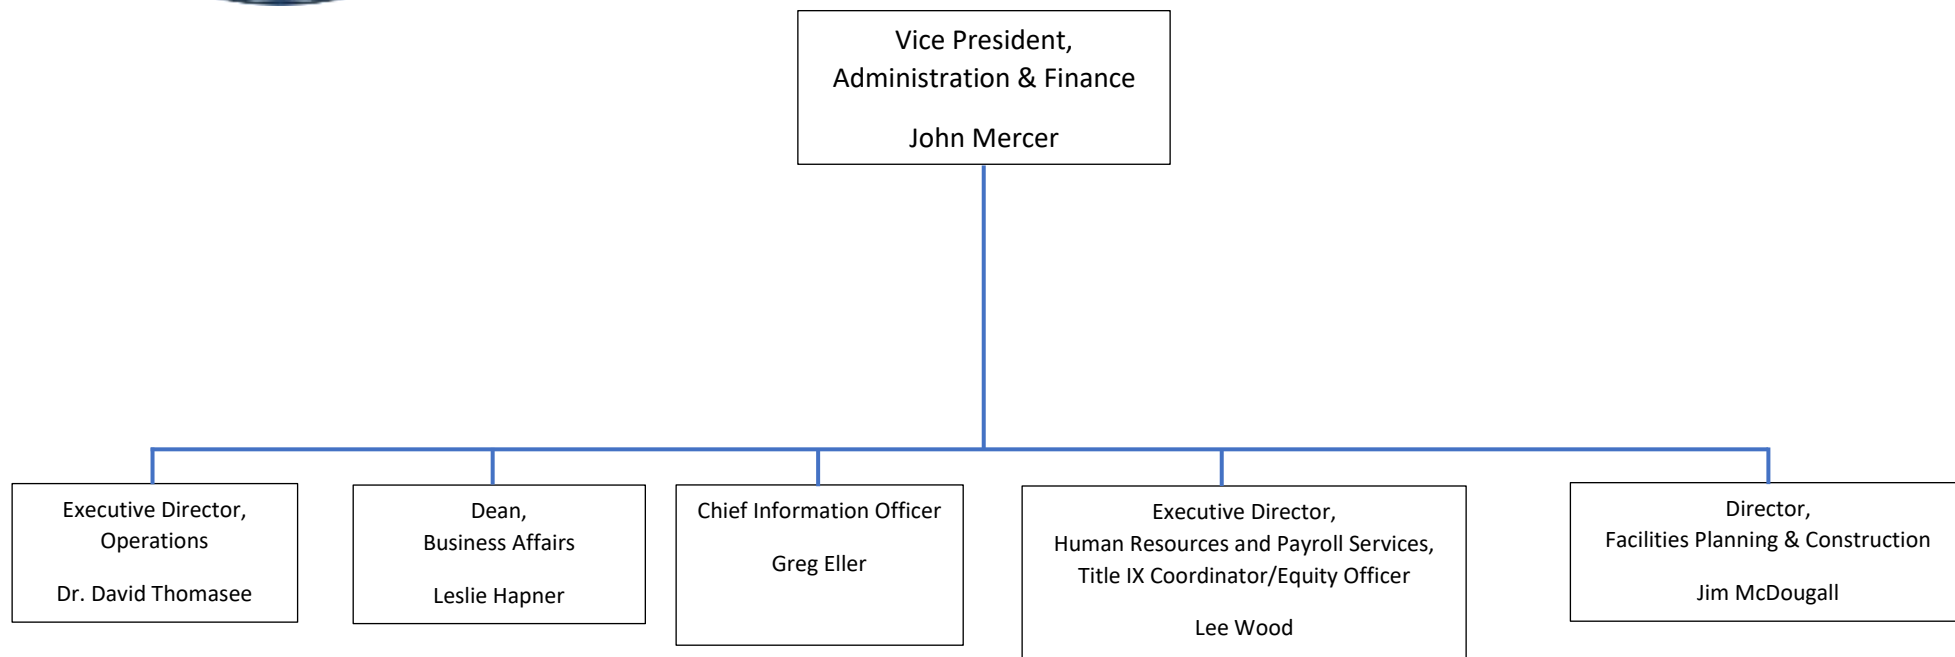 Vice President,
Administration & Finance
John Mercer
Executive Director,
Operations
Dr. David Thomasee
Dean,
Business Affairs
Leslie Hapner
Chief Information Officer
Greg Eller
Executive Director,
Human Resources and Payroll Services,
Title IX Coordinator/Equity Officer
Lee Wood
Director,
Facilities Planning & Construction
Jim McDougall